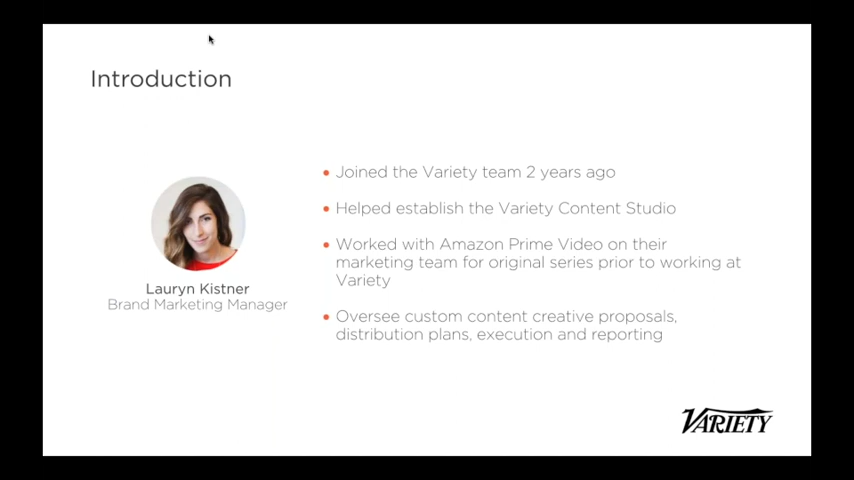 Introduction
Joined the Variety team 2 years ago
Helped establish the Variety Content Studio
Worked with Amazon Prime Video on their
marketing team for original series prior to working at
Variety
Oversee custom content creative proposals,
distribution plans, execution and reporting
Lauryn Kistner
Brand Marketing Manager
VARIETY